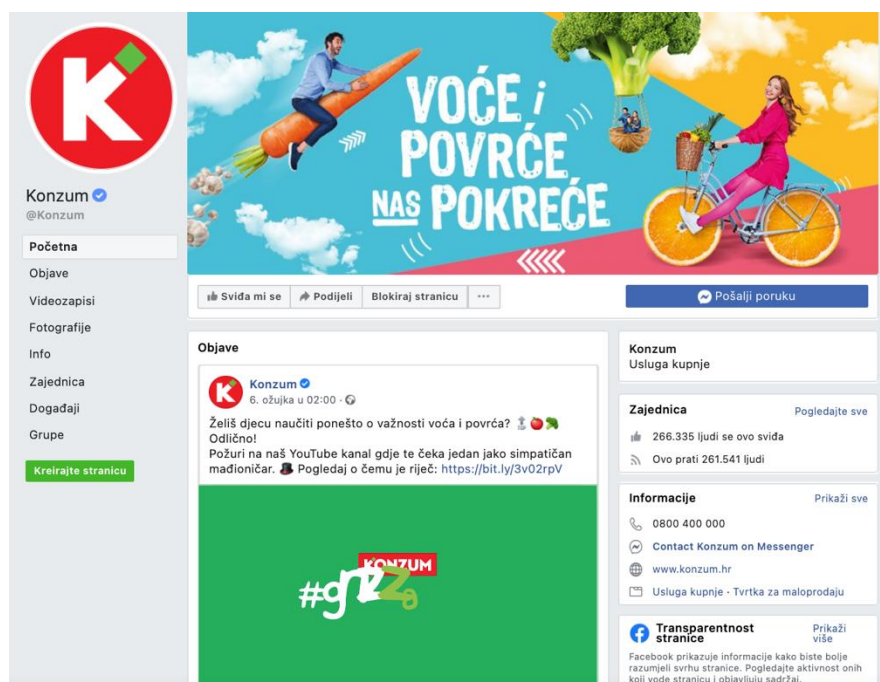 K
Konzum
@Konzum
Početna
Objave
Videozapisi
Fotografije
Info
Zajednica
Događaji
Grupe
Kreirajte stranicu
VOĆE i
POVRĆE
NAS POKREĆE
Sviđa mi se
Podijeli
Blokiraj stranicu
...
Pošalji poruku
Objave
Konzum
6. ožujka u 02:00 ·
Želiš djecu naučiti ponešto o važnosti voća i povrća?
Odlično!
Požuri na naš YouTube kanal gdje te čeka jedan jako simpatičan
mađioničar. Pogledaj o čemu je riječ: https://bit.ly/3v02rpV
KONZUM
Konzum
Usluga kupnje
Zajednica
Pogledajte sve
266.335 ljudi se ovo sviđa
Ovo prati 261.541 ljudi
Informacije
Prikaži sve
0800 400 000
Contact Konzum on Messenger
www.konzum.hr
Usluga kupnje · Tvrtka za maloprodaju
Transparentnost
stranice
Prikaži
više
Facebook prikazuje informacije kako biste bolje
razumjeli svrhu stranice. Pogledajte aktivnost onih
koji vode stranicu i objavljuju sadržaj.